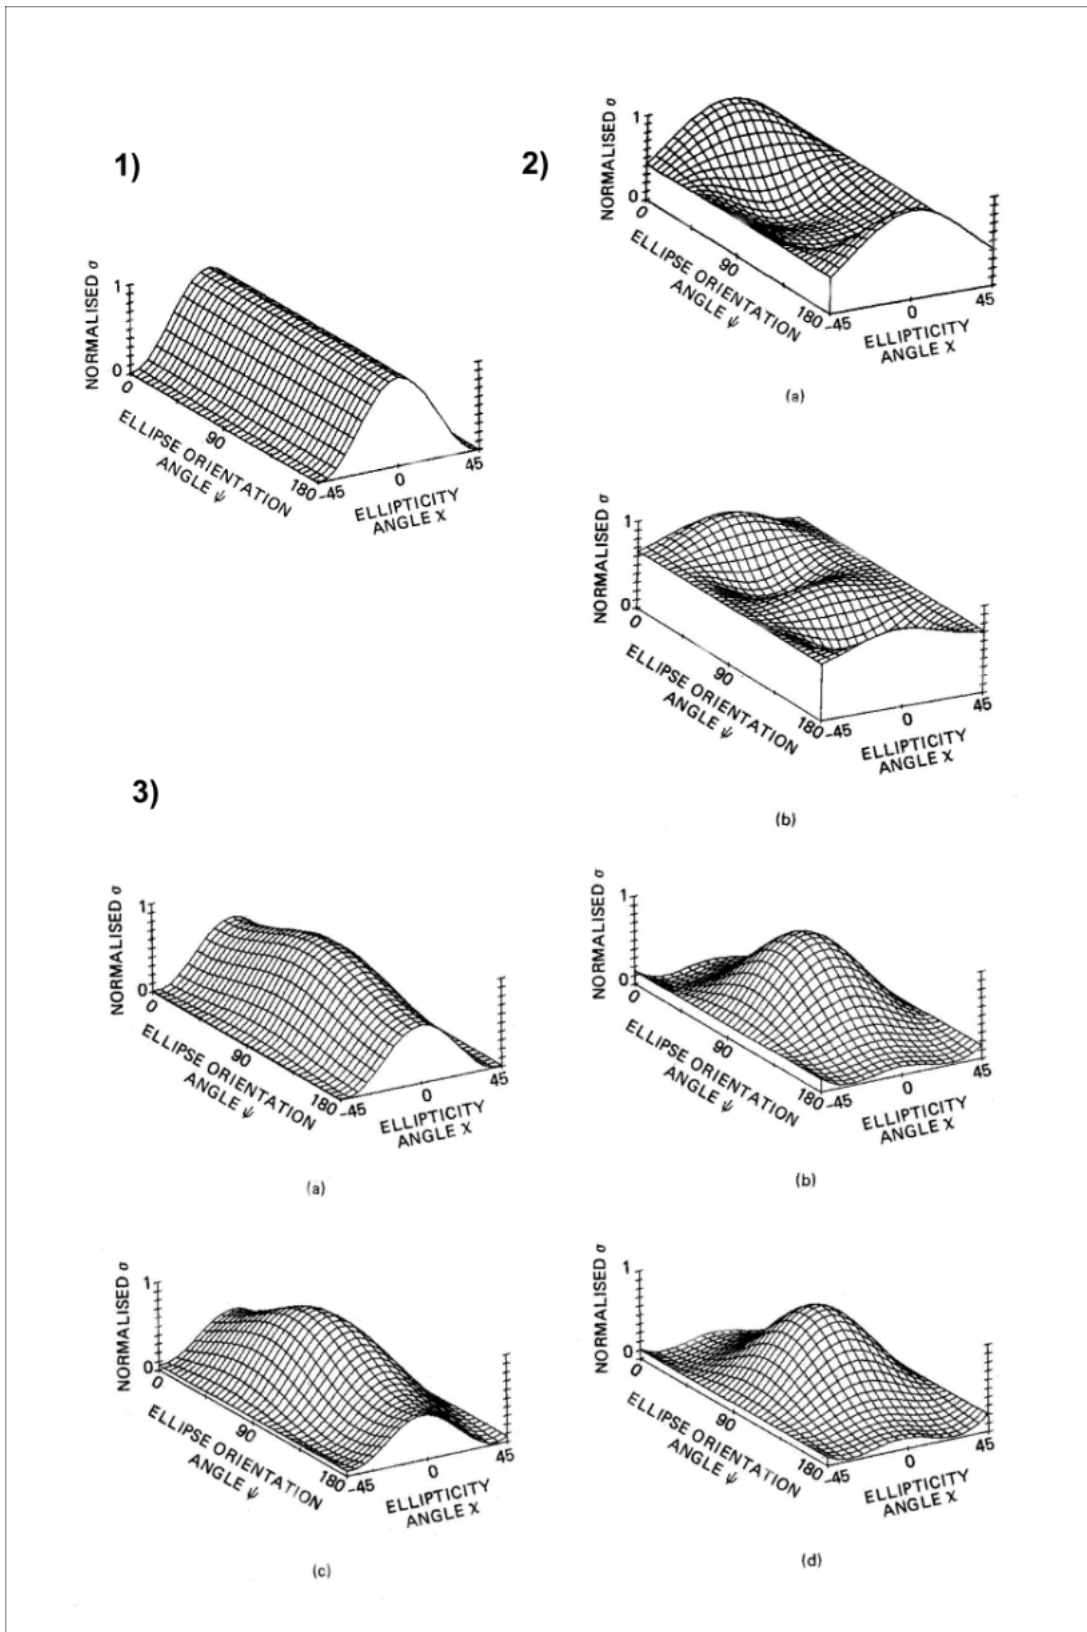 1)
NORMALISED σ
1
0
0
90
180
-45
0
45
ELLIPSE ORIENTATION
ANGLE ψ
ELLIPTICITY
ANGLE X
2)
NORMALISED σ
1
0
0
90
180
-45
0
45
ELLIPSE ORIENTATION
ANGLE ψ
ELLIPTICITY
ANGLE X
(a)
NORMALISED σ
1
0
0
90
180
-45
0
45
ELLIPSE ORIENTATION
ANGLE ψ
ELLIPTICITY
ANGLE X
(b)
3)
NORMALISED σ
1
0
0
90
180
-45
0
45
ELLIPSE ORIENTATION
ANGLE ψ
ELLIPTICITY
ANGLE X
(a)
NORMALISED σ
1
0
0
90
180
-45
0
45
ELLIPSE ORIENTATION
ANGLE ψ
ELLIPTICITY
ANGLE X
(b)
NORMALISED σ
1
0
0
90
180
-45
0
45
ELLIPSE ORIENTATION
ANGLE ψ
ELLIPTICITY
ANGLE X
(c)
NORMALISED σ
1
0
0
90
180
-45
0
45
ELLIPSE ORIENTATION
ANGLE ψ
ELLIPTICITY
ANGLE X
(d)